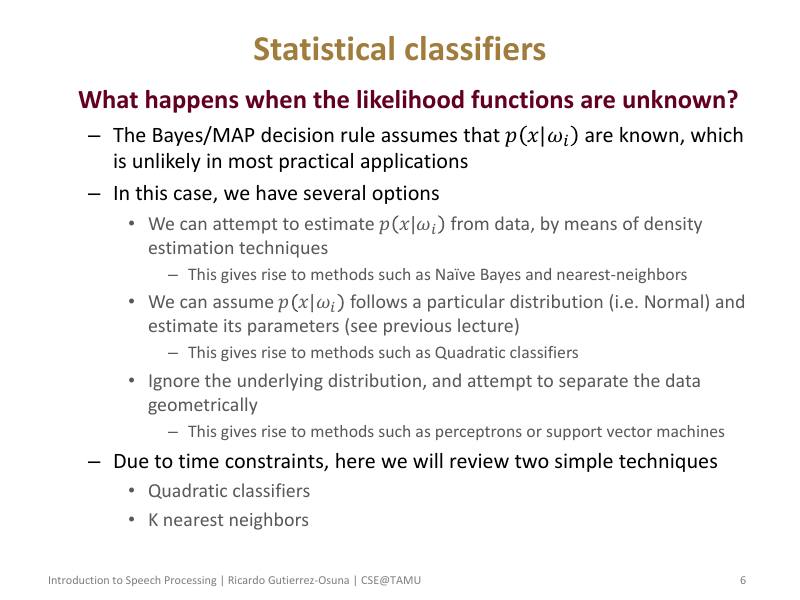 Statistical classifiers
What happens when the likelihood functions are unknown?
– The Bayes/MAP decision rule assumes that 𝑝(𝑥|𝜔ᵢ) are known, which
is unlikely in most practical applications
– In this case, we have several options
• We can attempt to estimate 𝑝(𝑥|𝜔ᵢ) from data, by means of density
estimation techniques
– This gives rise to methods such as Naïve Bayes and nearest-neighbors
• We can assume 𝑝(𝑥|𝜔ᵢ) follows a particular distribution (i.e. Normal) and
estimate its parameters (see previous lecture)
– This gives rise to methods such as Quadratic classifiers
• Ignore the underlying distribution, and attempt to separate the data
geometrically
– This gives rise to methods such as perceptrons or support vector machines
– Due to time constraints, here we will review two simple techniques
• Quadratic classifiers
• K nearest neighbors
Introduction to Speech Processing | Ricardo Gutierrez-Osuna | CSE@TAMU 6